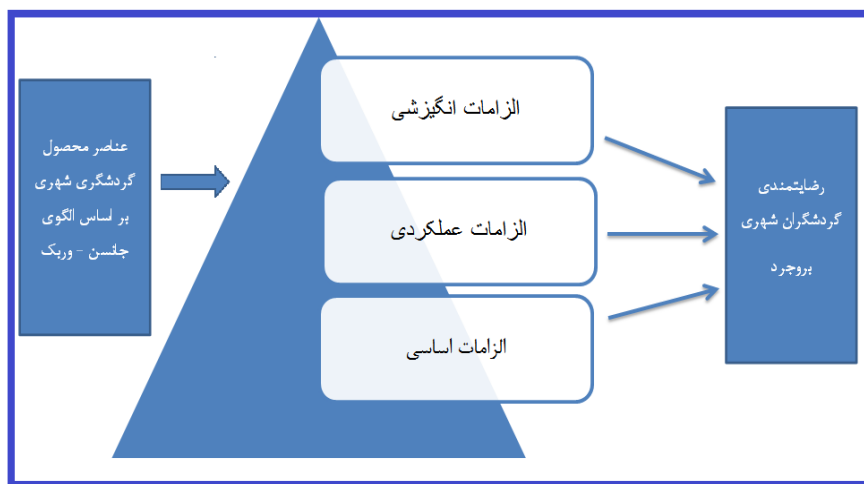 عناصر محصول
گردشگری شهری
بر اساس الگوی
جانسن - وربک
الزامات انگیزشی
الزامات عملکردی
الزامات اساسی
رضایتمندی
گردشگران شهری
بروجرد